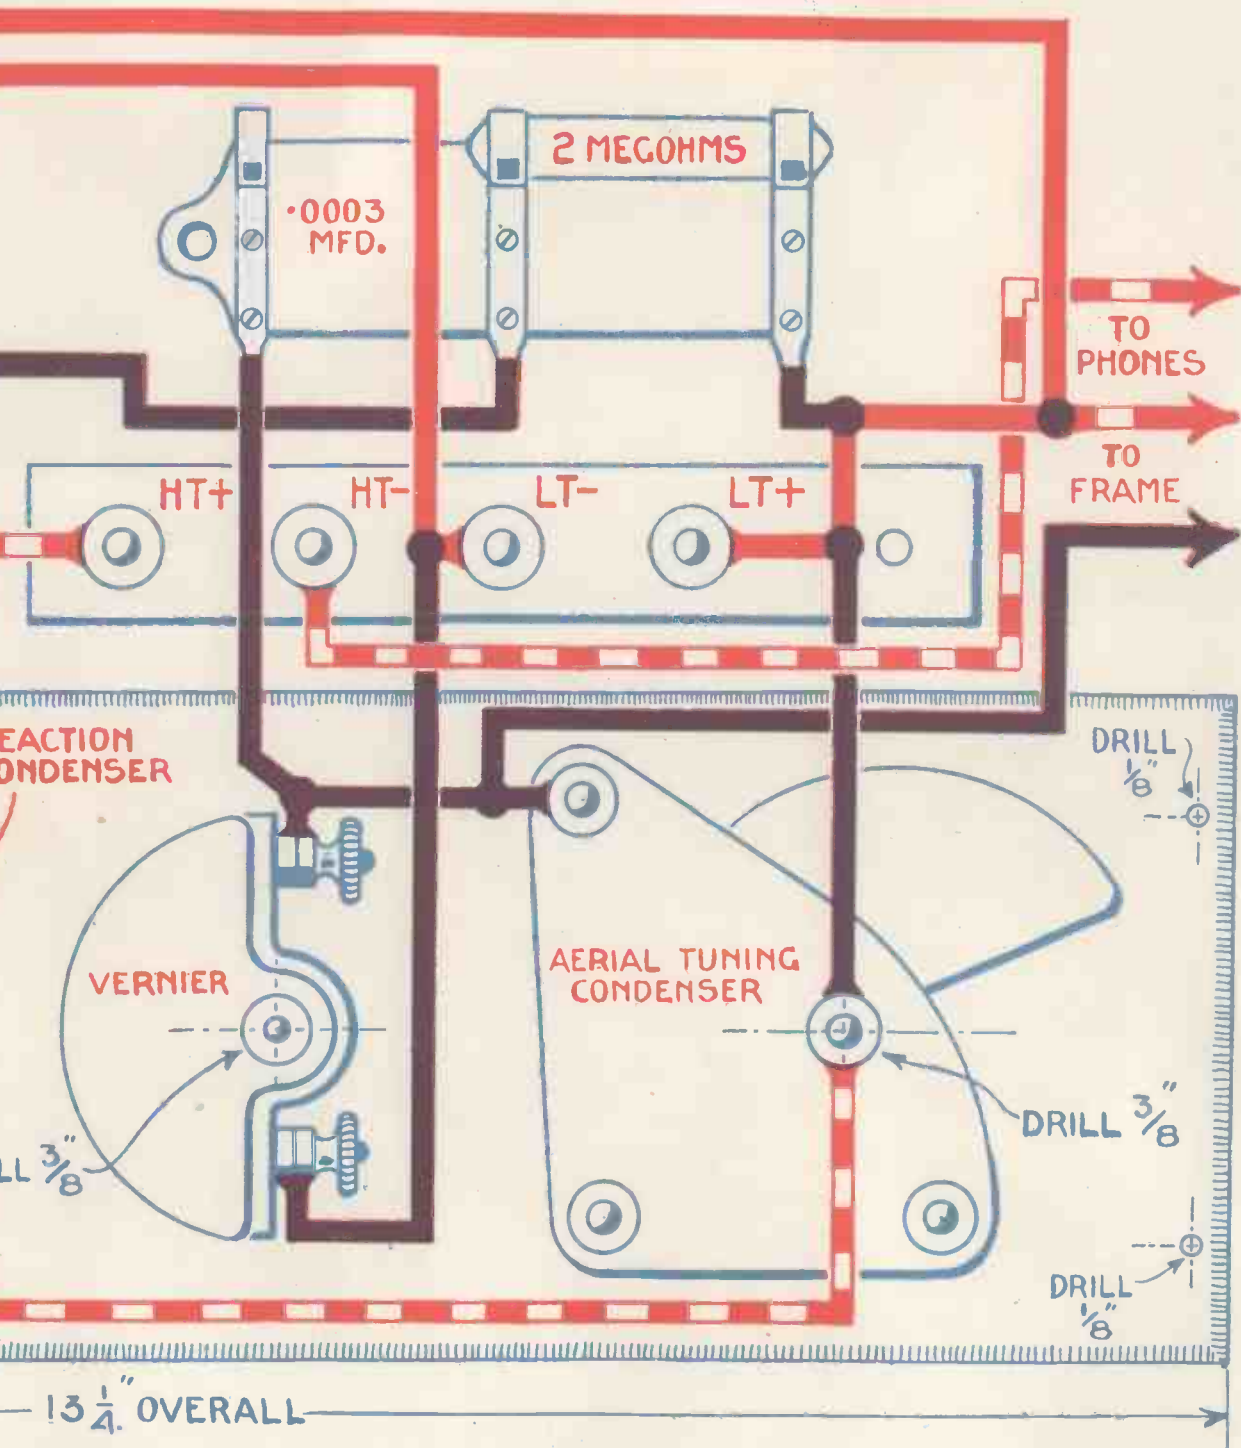 2 MEGOHMS
·0003
MFD.
TO
PHONES
TO
FRAME
HT+
HT-
LT-
LT+
EACTION
ONDENSER
DRILL
1/8"
VERNIER
AERIAL TUNING
CONDENSER
DRILL 3/8"
LL 3/8"
DRILL
1/8"
13 1/4." OVERALL